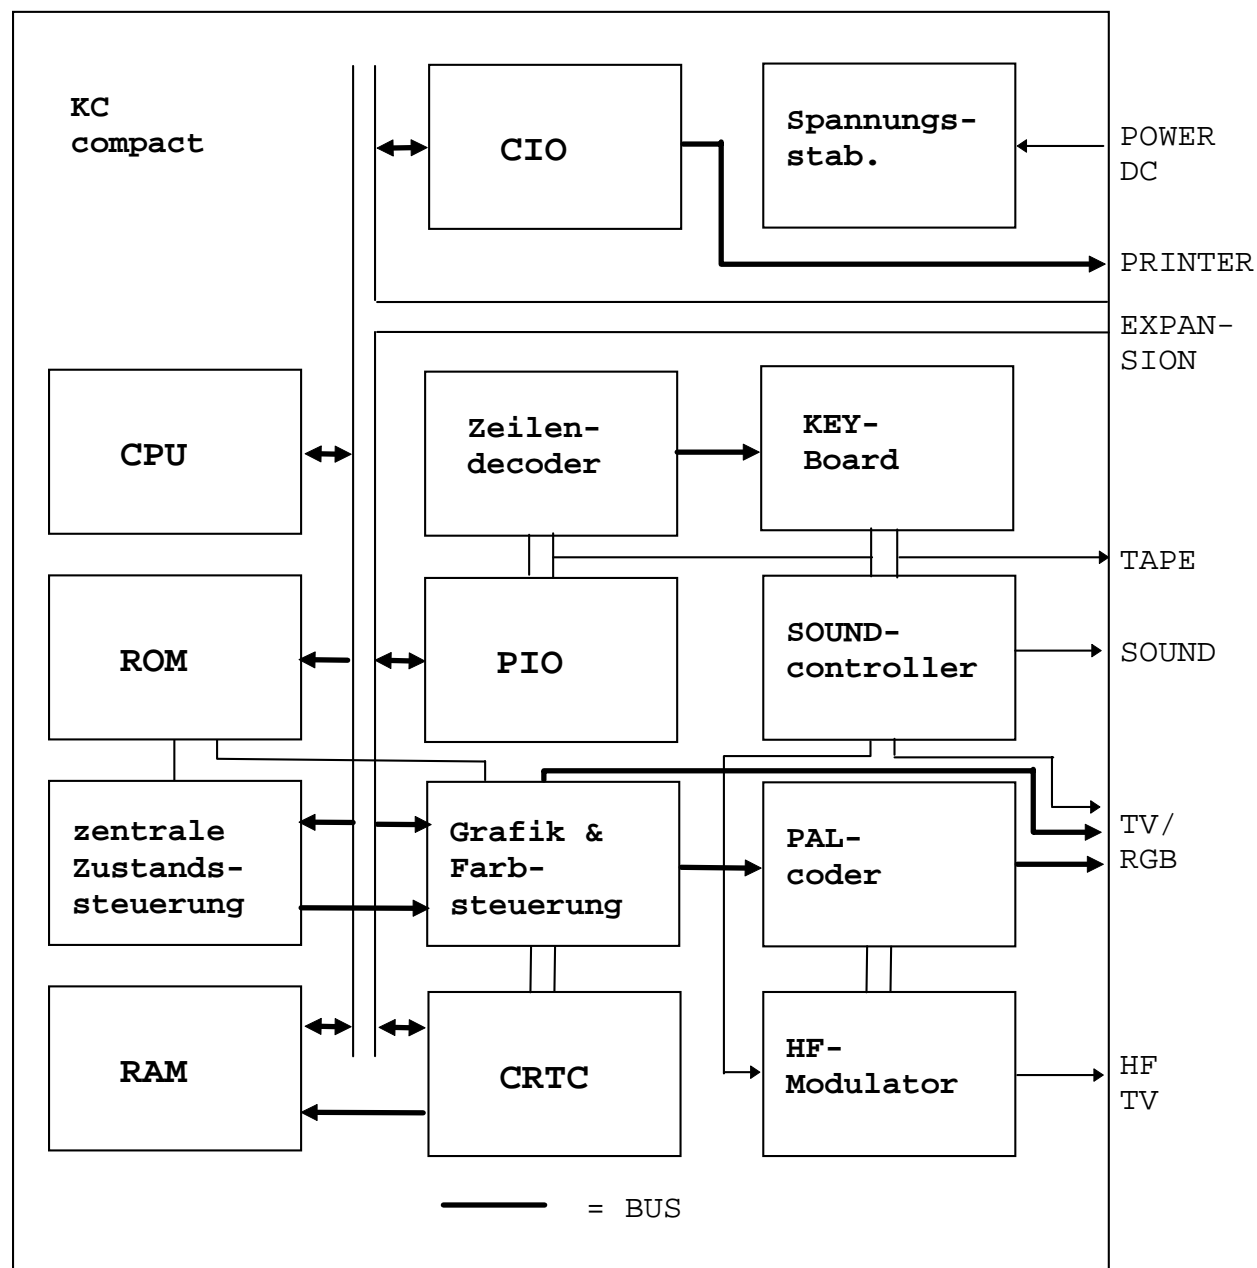 KC
compact
CIO
Spannungs-
stab.
POWER
DC
PRINTER
EXPAN-
SION
CPU
Zeilen-
decoder
KEY-
Board
TAPE
ROM
PIO
SOUND-
controller
SOUND
zentrale
Zustands-
steuerung
Grafik &
Farb-
steuerung
PAL-
coder
TV/
RGB
RAM
CRTC
HF-
Modulator
HF
TV
= BUS